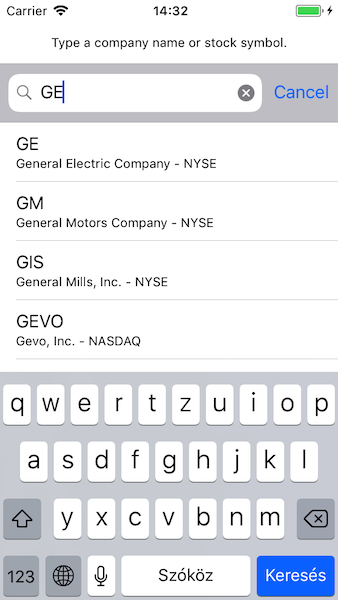 Carrier 14:32
Type a company name or stock symbol.
GE Cancel
GE
General Electric Company - NYSE
GM
General Motors Company - NYSE
GIS
General Mills, Inc. - NYSE
GEVO
Gevo, Inc. - NASDAQ
q w e r t z u i o p
a s d f g h j k l
y x c v b n m
123 Szóköz Keresés